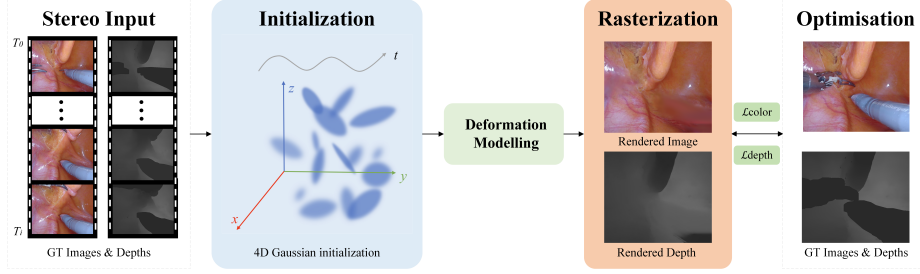 Stereo Input
T₀
Tₜ
GT Images & Depths
Initialization
t
z
y
x
4D Gaussian initialization
Deformation
Modelling
Rasterization
Rendered Image
Rendered Depth
ℒcolor
ℒdepth
Optimisation
GT Images & Depths